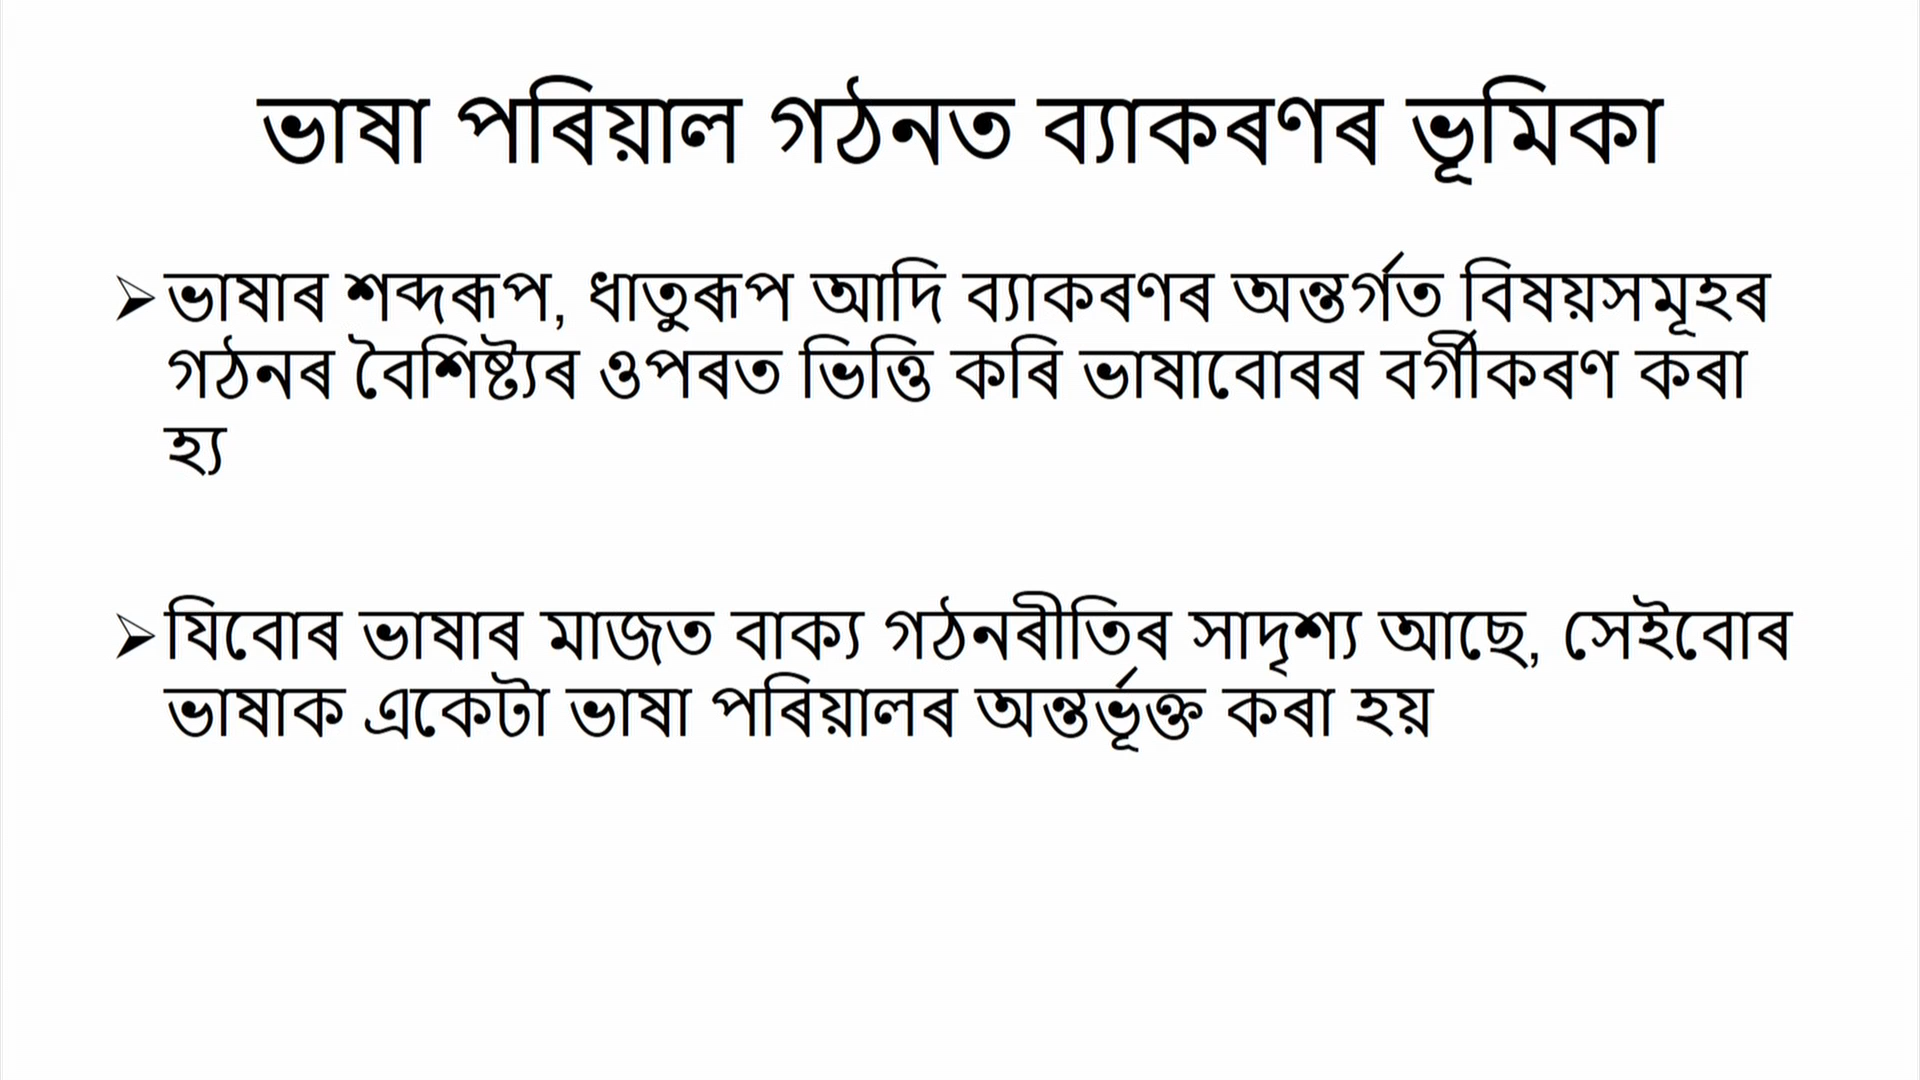 ভাষা পৰিয়াল গঠনত ব্যাকৰণৰ ভূমিকা
➢ভাষাৰ শব্দৰূপ, ধাতুৰূপ আদি ব্যাকৰণৰ অন্তৰ্গত বিষয়সমূহৰ
গঠনৰ বৈশিষ্ট্যৰ ওপৰত ভিত্তি কৰি ভাষাবোৰৰ বৰ্গীকৰণ কৰা
হ্য
➢যিবোৰ ভাষাৰ মাজত বাক্য গঠনৰীতিৰ সাদৃশ্য আছে, সেইবোৰ
ভাষাক একেটা ভাষা পৰিয়ালৰ অন্তৰ্ভূক্ত কৰা হয়